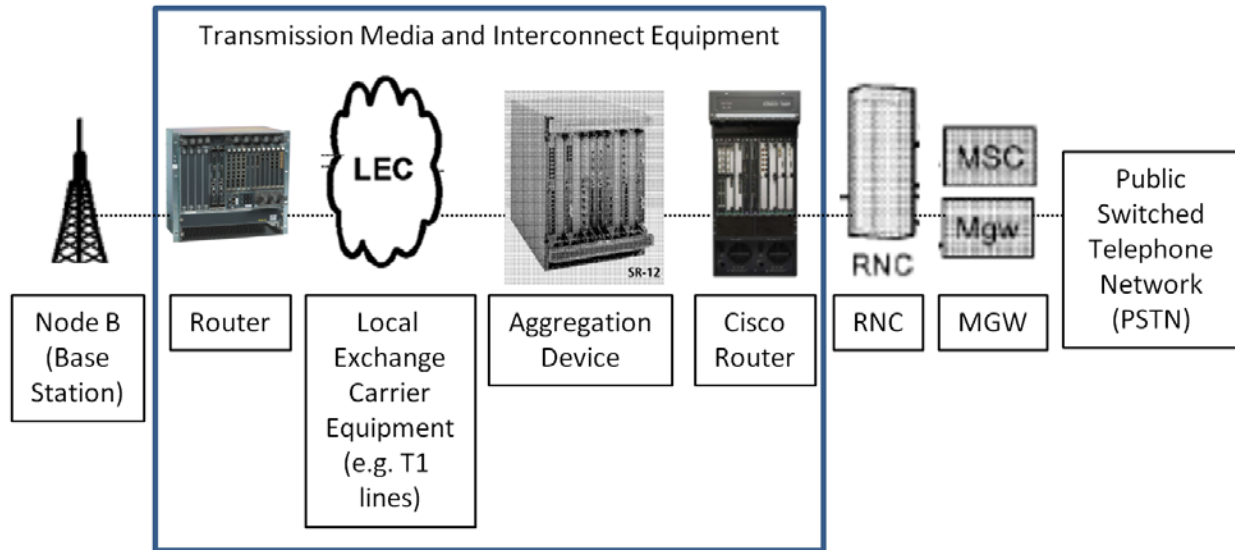 Transmission Media and Interconnect Equipment
LEC
SR-12
RNC
MSC
Mgw
Node B
(Base
Station)
Router
Local
Exchange
Carrier
Equipment
(e.g. T1
lines)
Aggregation
Device
Cisco
Router
RNC
MGW
Public
Switched
Telephone
Network
(PSTN)